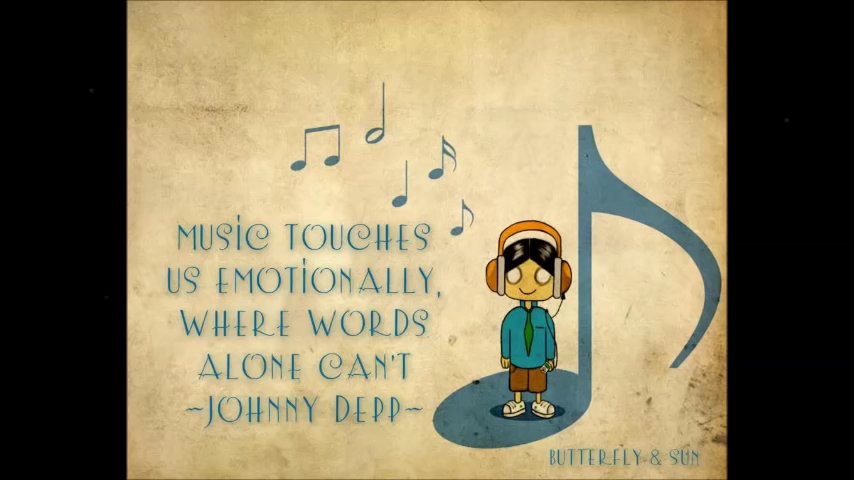 MUSIC TOUCHES
US EMOTIONALLY,
WHERE WORDS
ALONE CAN'T
~JOHNNY DEPP~
BUTTERFLY & SUN